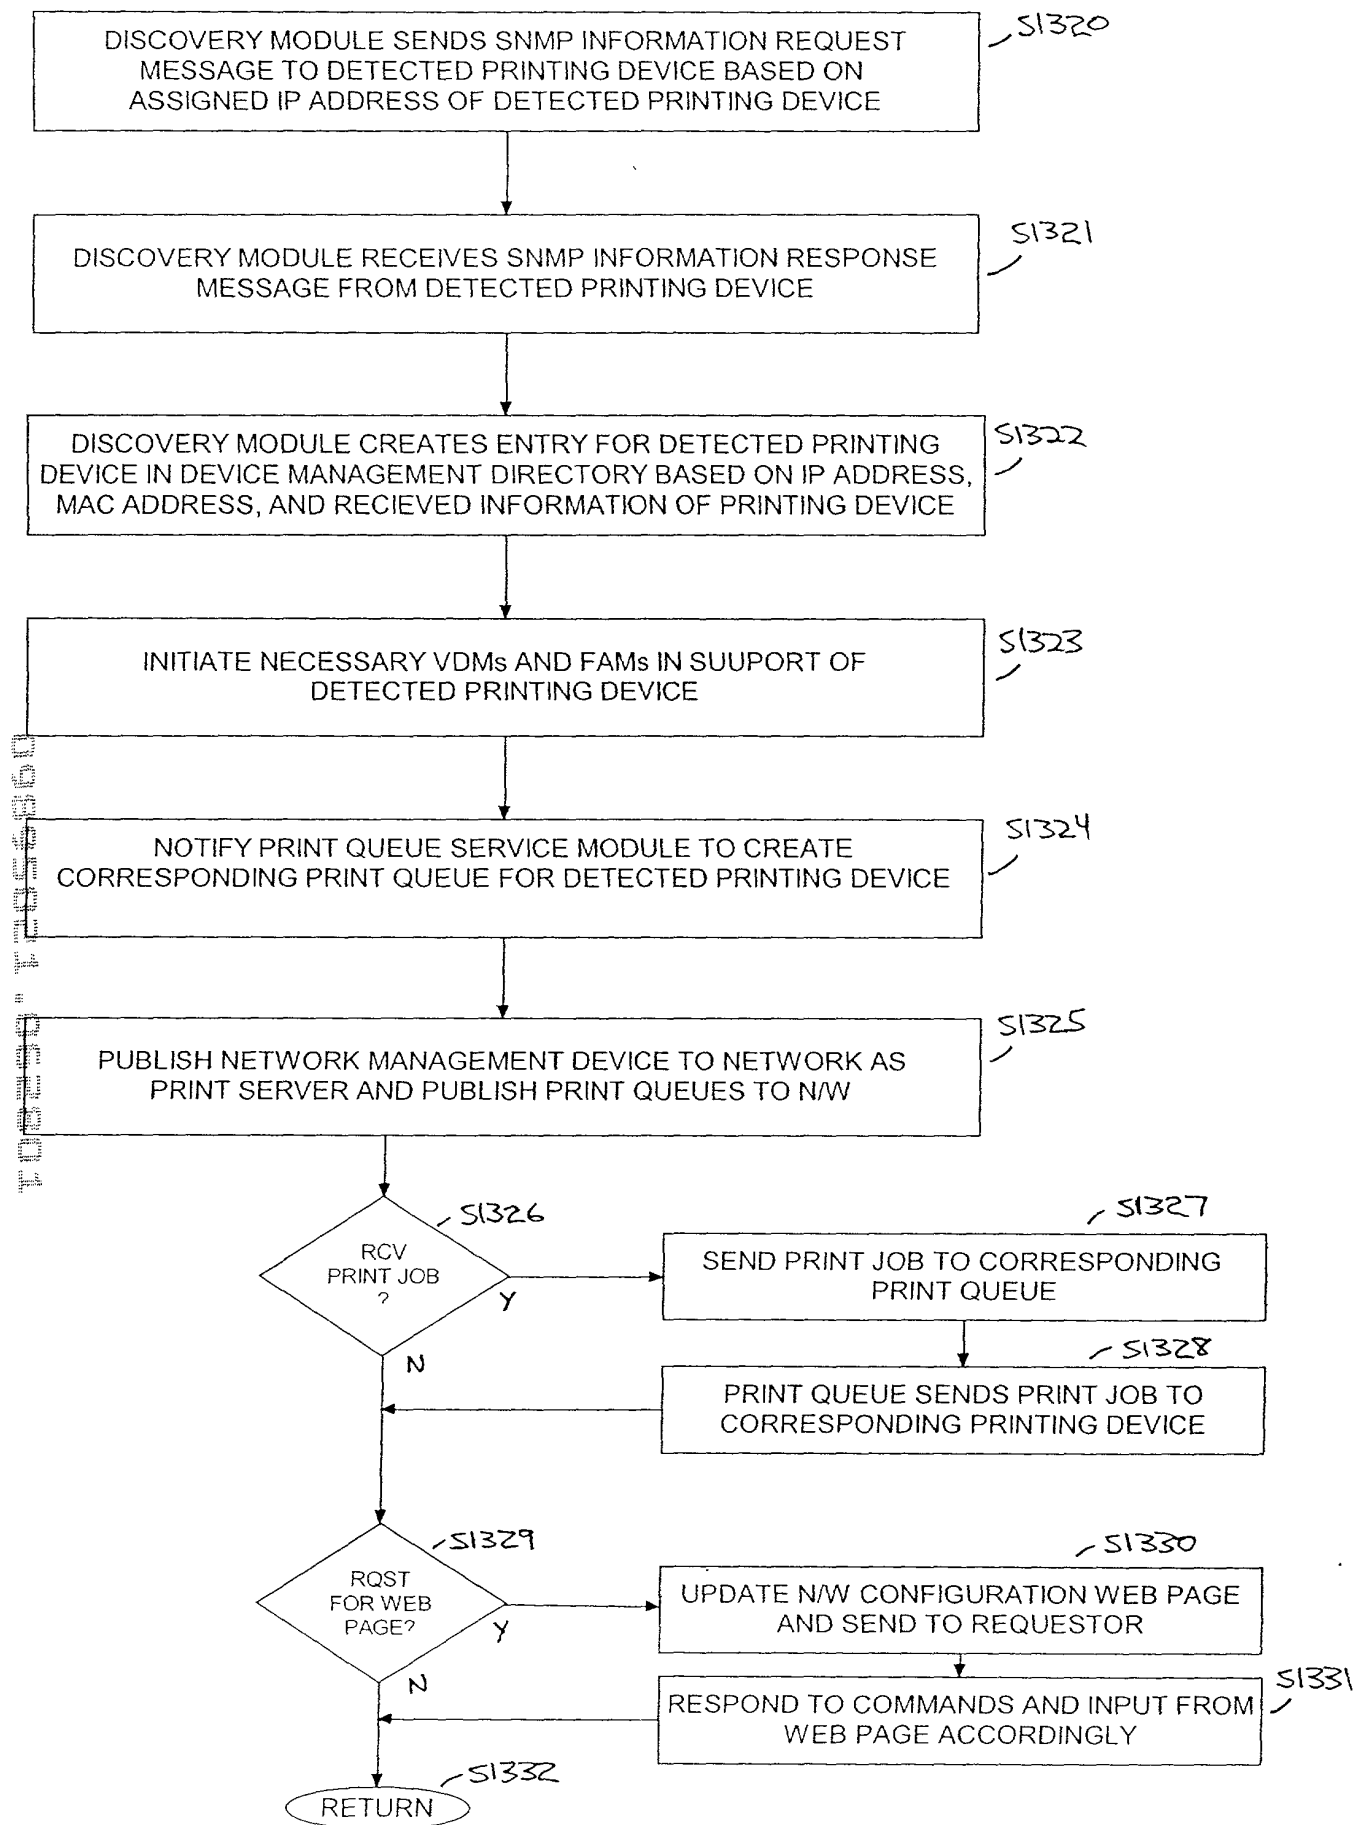 S1320
DISCOVERY MODULE SENDS SNMP INFORMATION REQUEST
MESSAGE TO DETECTED PRINTING DEVICE BASED ON
ASSIGNED IP ADDRESS OF DETECTED PRINTING DEVICE
S1321
DISCOVERY MODULE RECEIVES SNMP INFORMATION RESPONSE
MESSAGE FROM DETECTED PRINTING DEVICE
S1322
DISCOVERY MODULE CREATES ENTRY FOR DETECTED PRINTING
DEVICE IN DEVICE MANAGEMENT DIRECTORY BASED ON IP ADDRESS,
MAC ADDRESS, AND RECIEVED INFORMATION OF PRINTING DEVICE
S1323
INITIATE NECESSARY VDMs AND FAMs IN SUUPORT OF
DETECTED PRINTING DEVICE
S1324
NOTIFY PRINT QUEUE SERVICE MODULE TO CREATE
CORRESPONDING PRINT QUEUE FOR DETECTED PRINTING DEVICE
S1325
PUBLISH NETWORK MANAGEMENT DEVICE TO NETWORK AS
PRINT SERVER AND PUBLISH PRINT QUEUES TO N/W
S1326
RCV
PRINT JOB
?
Y
N
S1327
SEND PRINT JOB TO CORRESPONDING
PRINT QUEUE
S1328
PRINT QUEUE SENDS PRINT JOB TO
CORRESPONDING PRINTING DEVICE
S1329
RQST
FOR WEB
PAGE?
Y
N
S1330
UPDATE N/W CONFIGURATION WEB PAGE
AND SEND TO REQUESTOR
S1331
RESPOND TO COMMANDS AND INPUT FROM
WEB PAGE ACCORDINGLY
S1332
RETURN